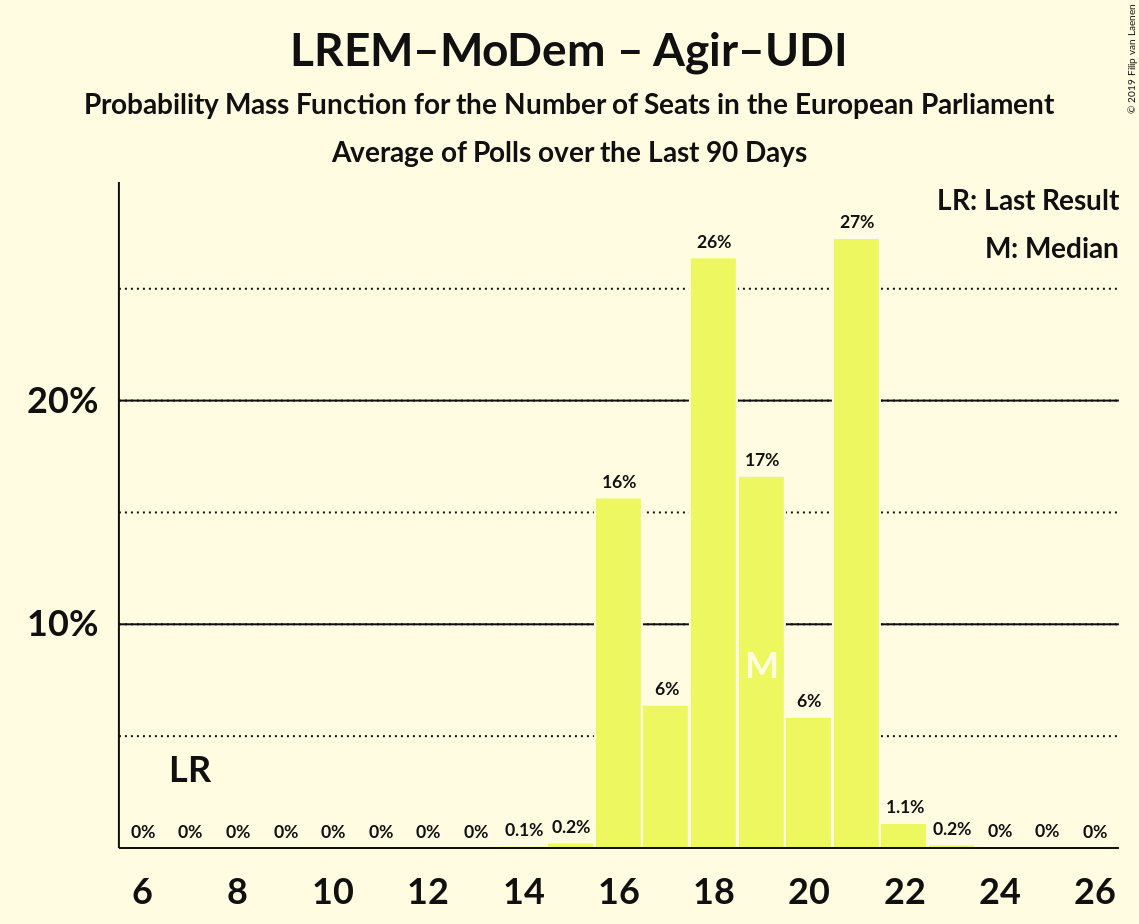 LREM–MoDem – Agir–UDI
Probability Mass Function for the Number of Seats in the European Parliament
Average of Polls over the Last 90 Days
© 2019 Filip van Laenen
LR: Last Result
M: Median
27%
26%
20%
17%
16%
10%
M
6%
6%
LR
1.1%
0% 0% 0% 0% 0% 0% 0% 0% 0.1% 0.2% 0.2% 0% 0% 0%
6 8 10 12 14 16 18 20 22 24 26